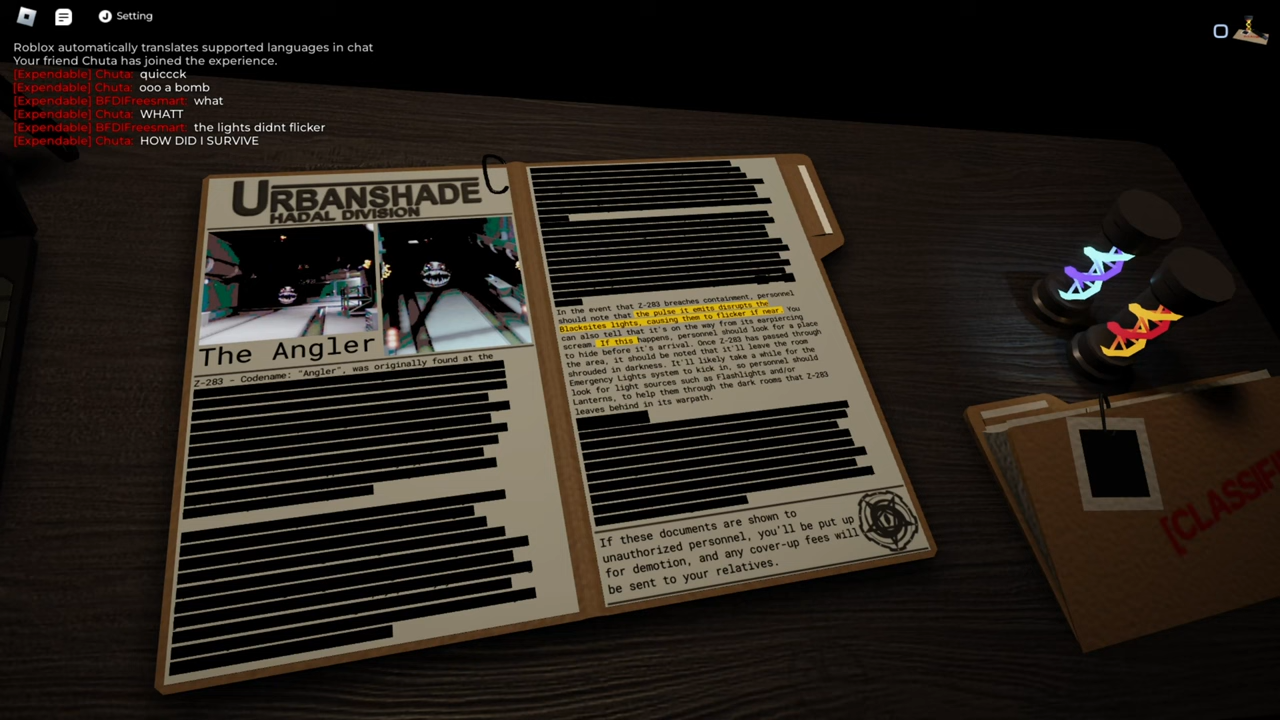 Setting
Roblox automatically translates supported languages in chat
Your friend Chuta has joined the experience.
[Expendable] Chuta: quiccck
[Expendable] Chuta: ooo a bomb
[Expendable] BFDIFreesmart: what
[Expendable] Chuta: WHATT
[Expendable] BFDIFreesmart: the lights didnt flicker
[Expendable] Chuta: HOW DID I SURVIVE
URBANSHADE
HADAL DIVISION
The Angler
Z-283 - Codename: "Angler", was originally found at the
In the event that Z-283 breaches containment, personnel
should note that the pulse it emits disrupts the
Blacksites lights, causing them to flicker if near. You
can also tell that it's on the way from its earpiercing
scream. If this happens, personnel should look for a place
to hide before it's arrival. Once Z-283 has passed through
the area, it should be noted that it'll leave the room
shrouded in darkness. It'll likely take a while for the
Emergency Lights system to kick in, so personnel should
look for light sources such as Flashlights and/or
Lanterns, to help them through the dark rooms that Z-283
leaves behind in its warpath.
If these documents are shown to
unauthorized personnel, you'll be put up
for demotion, and any cover-up fees will
be sent to your relatives.
[CLASSIF